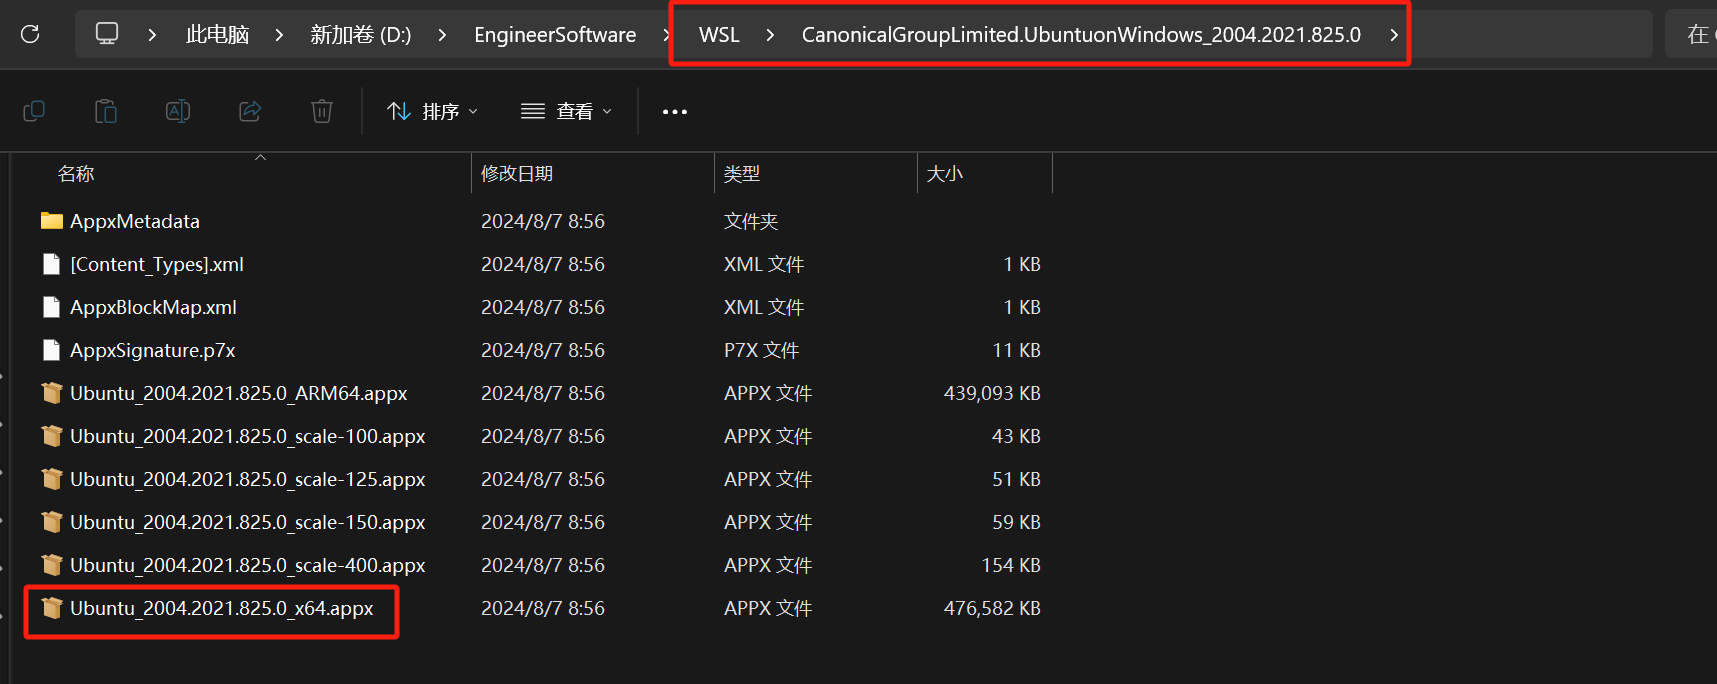 此电脑 新加卷 (D:) EngineerSoftware WSL CanonicalGroupLimited.UbuntuonWindows_2004.2021.825.0 在
排序 查看
名称 修改日期 类型 大小
AppxMetadata 2024/8/7 8:56 文件夹
[Content_Types].xml 2024/8/7 8:56 XML 文件 1 KB
AppxBlockMap.xml 2024/8/7 8:56 XML 文件 1 KB
AppxSignature.p7x 2024/8/7 8:56 P7X 文件 11 KB
Ubuntu_2004.2021.825.0_ARM64.appx 2024/8/7 8:56 APPX 文件 439,093 KB
Ubuntu_2004.2021.825.0_scale-100.appx 2024/8/7 8:56 APPX 文件 43 KB
Ubuntu_2004.2021.825.0_scale-125.appx 2024/8/7 8:56 APPX 文件 51 KB
Ubuntu_2004.2021.825.0_scale-150.appx 2024/8/7 8:56 APPX 文件 59 KB
Ubuntu_2004.2021.825.0_scale-400.appx 2024/8/7 8:56 APPX 文件 154 KB
Ubuntu_2004.2021.825.0_x64.appx 2024/8/7 8:56 APPX 文件 476,582 KB